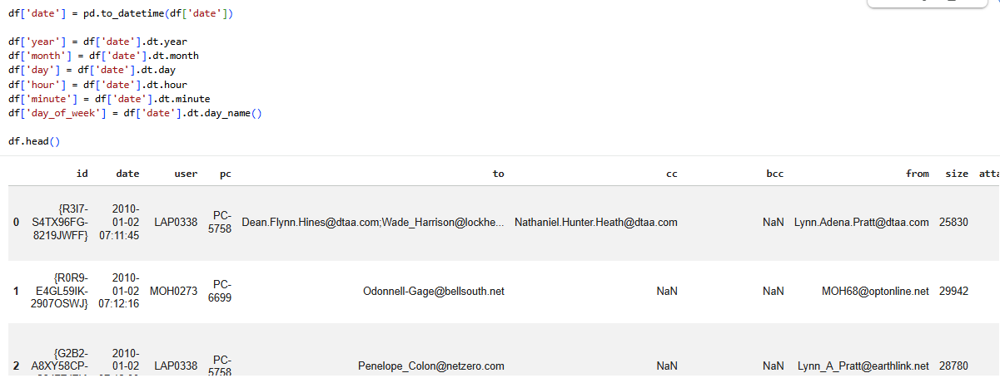 df['date'] = pd.to_datetime(df['date'])
df['year'] = df['date'].dt.year
df['month'] = df['date'].dt.month
df['day'] = df['date'].dt.day
df['hour'] = df['date'].dt.hour
df['minute'] = df['date'].dt.minute
df['day_of_week'] = df['date'].dt.day_name()
df.head()
id date user pc to cc bcc from size atta
0 {R3I7-S4TX96FG-8219JWFF} 2010-01-02 07:11:45 LAP0338 PC-5758 Dean.Flynn.Hines@dtaa.com;Wade_Harrison@lockhe... Nathaniel.Hunter.Heath@dtaa.com NaN Lynn.Adena.Pratt@dtaa.com 25830
1 {R0R9-E4GL59IK-2907OSWJ} 2010-01-02 07:12:16 MOH0273 PC-6699 Odonnell-Gage@bellsouth.net NaN NaN MOH68@optonline.net 29942
2 {G2B2-A8XY58CP- 2010-01-02 LAP0338 PC-5758 Penelope_Colon@netzero.com NaN NaN Lynn_A_Pratt@earthlink.net 28780